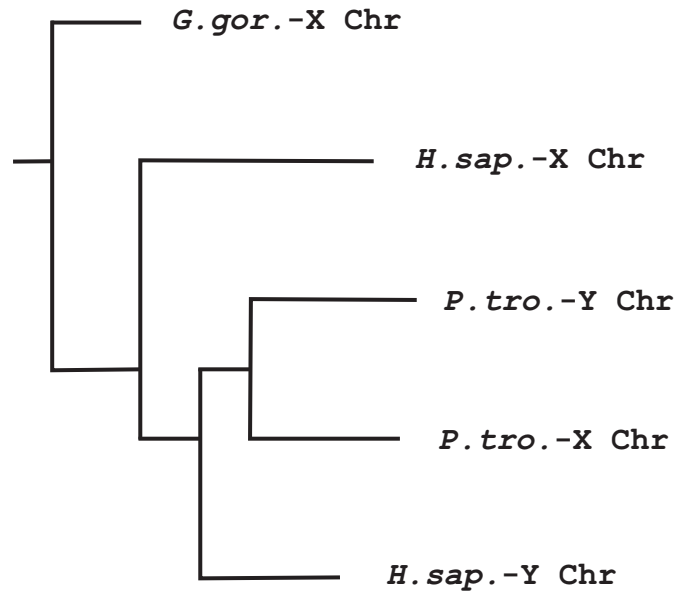 G.gor.-X Chr
H.sap.-X Chr
P.tro.-Y Chr
P.tro.-X Chr
H.sap.-Y Chr